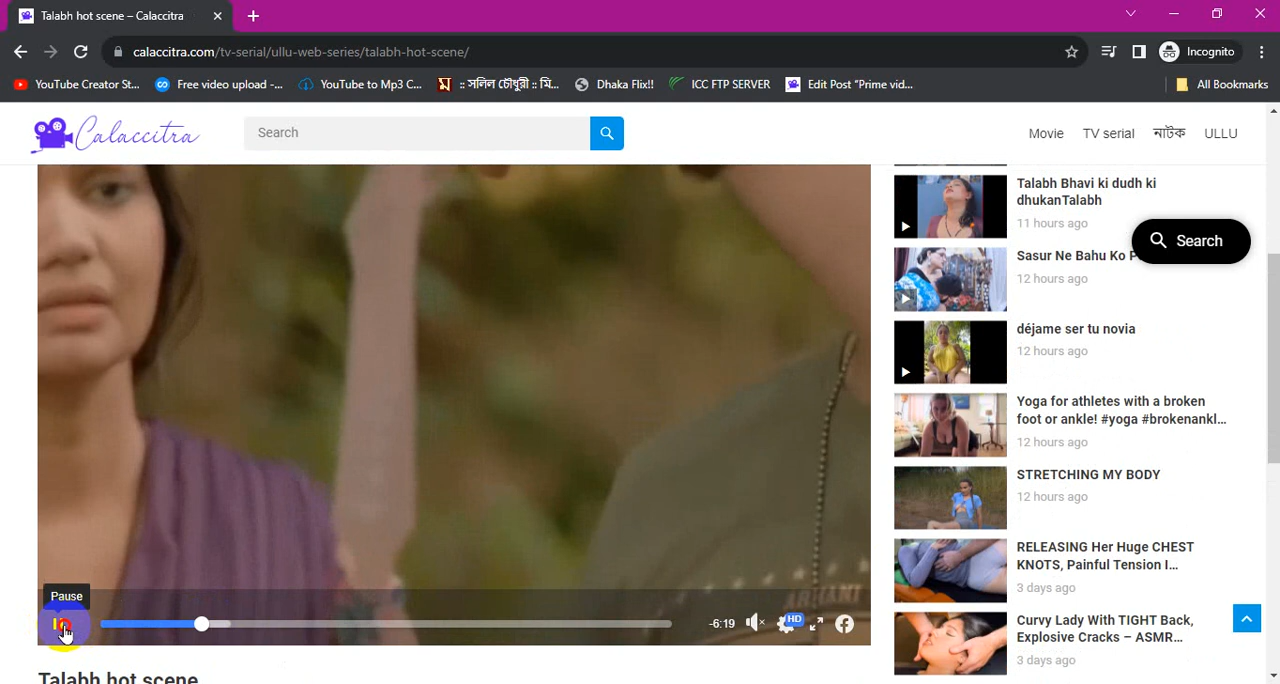 Talabh hot scene – Calaccitra
calaccitra.com/tv-serial/ullu-web-series/talabh-hot-scene/
Incognito
YouTube Creator St...
Free video upload -...
YouTube to Mp3 C...
:: সলিল চৌধুরী :: মি...
Dhaka Flix!!
ICC FTP SERVER
Edit Post "Prime vid...
All Bookmarks
Calaccitra
Search
Movie
TV serial
নাটক
ULLU
Talabh Bhavi ki dudh ki
dhukanTalabh
11 hours ago
Search
Sasur Ne Bahu Ko P
12 hours ago
déjame ser tu novia
12 hours ago
Yoga for athletes with a broken
foot or ankle! #yoga #brokenankl...
12 hours ago
STRETCHING MY BODY
12 hours ago
RELEASING Her Huge CHEST
KNOTS, Painful Tension I...
3 days ago
Curvy Lady With TIGHT Back,
Explosive Cracks – ASMR...
3 days ago
ARMANI
Pause
-6:19
HD
Talabh hot scene